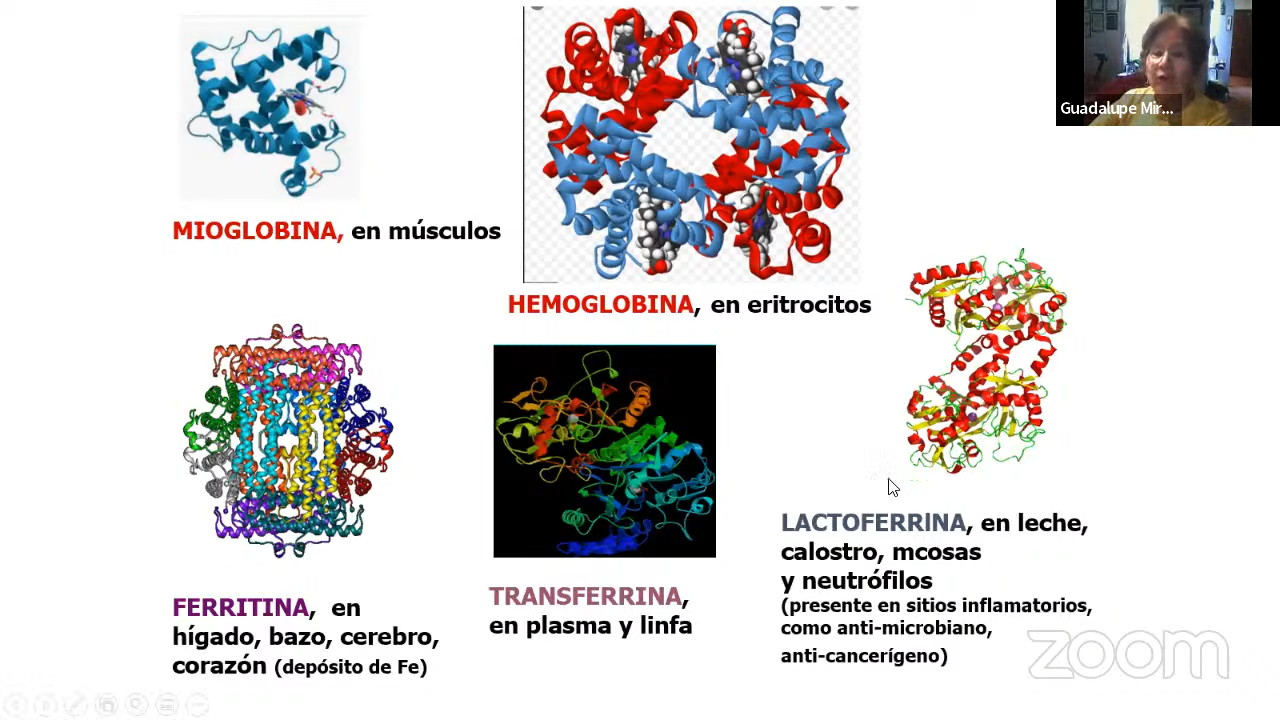 Guadalupe Mir...
MIOGLOBINA, en músculos
HEMOGLOBINA, en eritrocitos
FERRITINA, en
hígado, bazo, cerebro,
corazón (depósito de Fe)
TRANSFERRINA,
en plasma y linfa
LACTOFERRINA, en leche,
calostro, mcosas
y neutrófilos
(presente en sitios inflamatorios,
como anti-microbiano,
anti-cancerígeno)
zoom